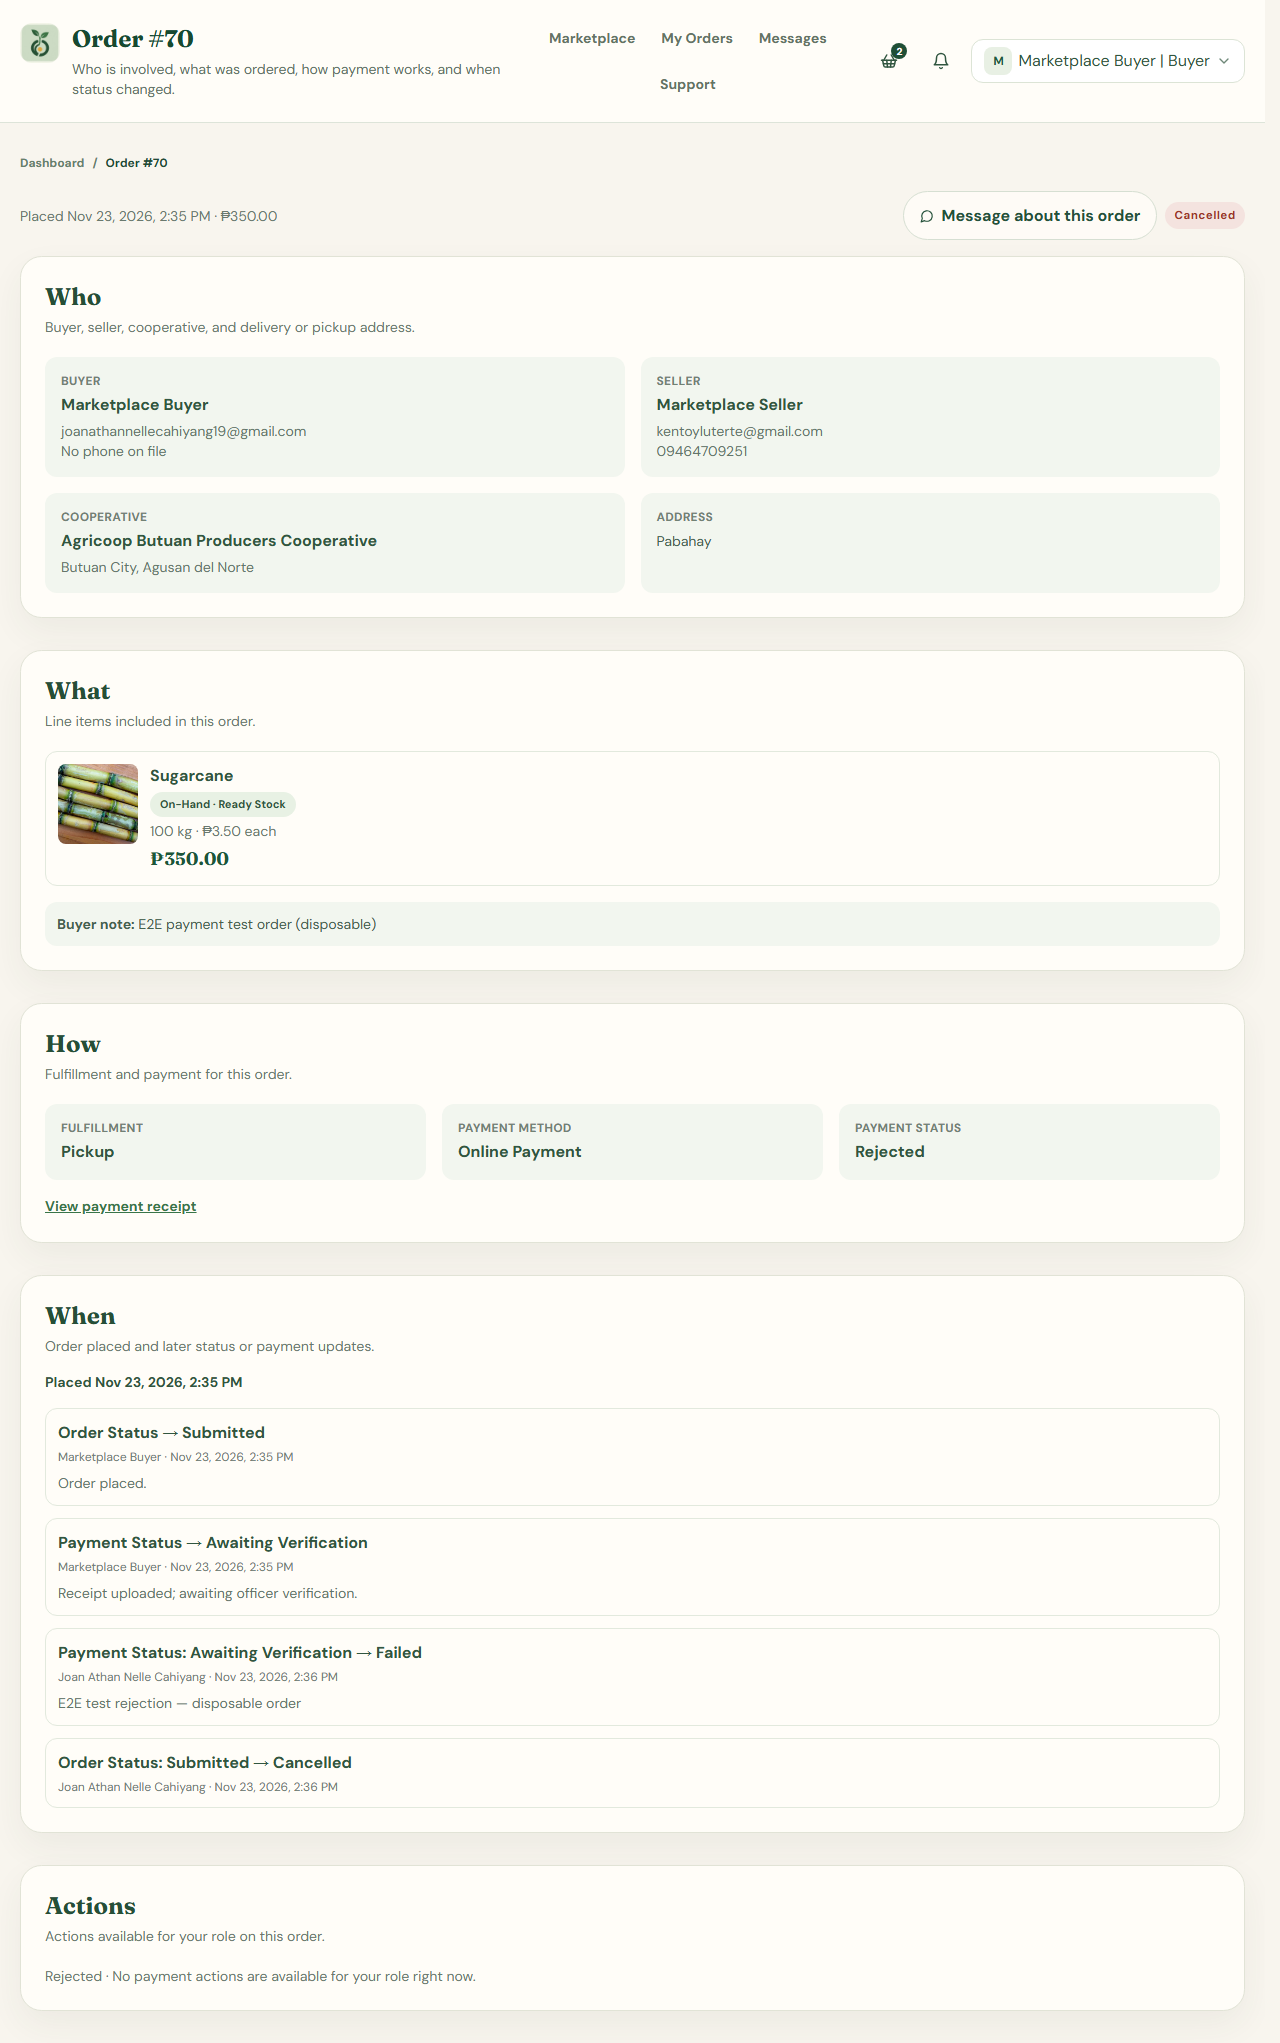 Order #70
Who is involved, what was ordered, how payment works, and when
status changed.
Marketplace
My Orders
Messages
Support
2
M
Marketplace Buyer | Buyer
Dashboard / Order #70
Placed Nov 23, 2026, 2:35 PM · ₱350.00
Message about this order
Cancelled
Who
Buyer, seller, cooperative, and delivery or pickup address.
BUYER
Marketplace Buyer
joanathannellecahiyang19@gmail.com
No phone on file
SELLER
Marketplace Seller
kentoyluterte@gmail.com
09464709251
COOPERATIVE
Agricoop Butuan Producers Cooperative
Butuan City, Agusan del Norte
ADDRESS
Pabahay
What
Line items included in this order.
Sugarcane
On-Hand · Ready Stock
100 kg · ₱3.50 each
₱350.00
Buyer note: E2E payment test order (disposable)
How
Fulfillment and payment for this order.
FULFILLMENT
Pickup
PAYMENT METHOD
Online Payment
PAYMENT STATUS
Rejected
View payment receipt
When
Order placed and later status or payment updates.
Placed Nov 23, 2026, 2:35 PM
Order Status → Submitted
Marketplace Buyer · Nov 23, 2026, 2:35 PM
Order placed.
Payment Status → Awaiting Verification
Marketplace Buyer · Nov 23, 2026, 2:35 PM
Receipt uploaded; awaiting officer verification.
Payment Status: Awaiting Verification → Failed
Joan Athan Nelle Cahiyang · Nov 23, 2026, 2:36 PM
E2E test rejection — disposable order
Order Status: Submitted → Cancelled
Joan Athan Nelle Cahiyang · Nov 23, 2026, 2:36 PM
Actions
Actions available for your role on this order.
Rejected · No payment actions are available for your role right now.